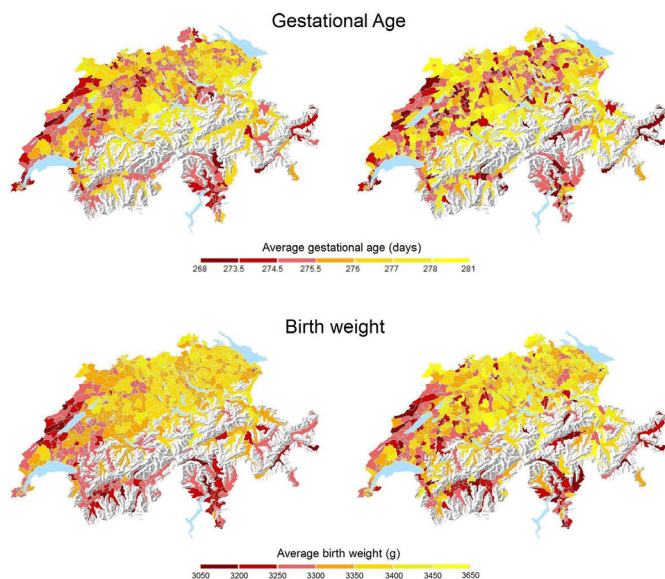 Gestational Age
Average gestational age (days)
268 273.5 274.5 275.5 276 277 278 281
Birth weight
Average birth weight (g)
3050 3200 3250 3300 3350 3400 3450 3650